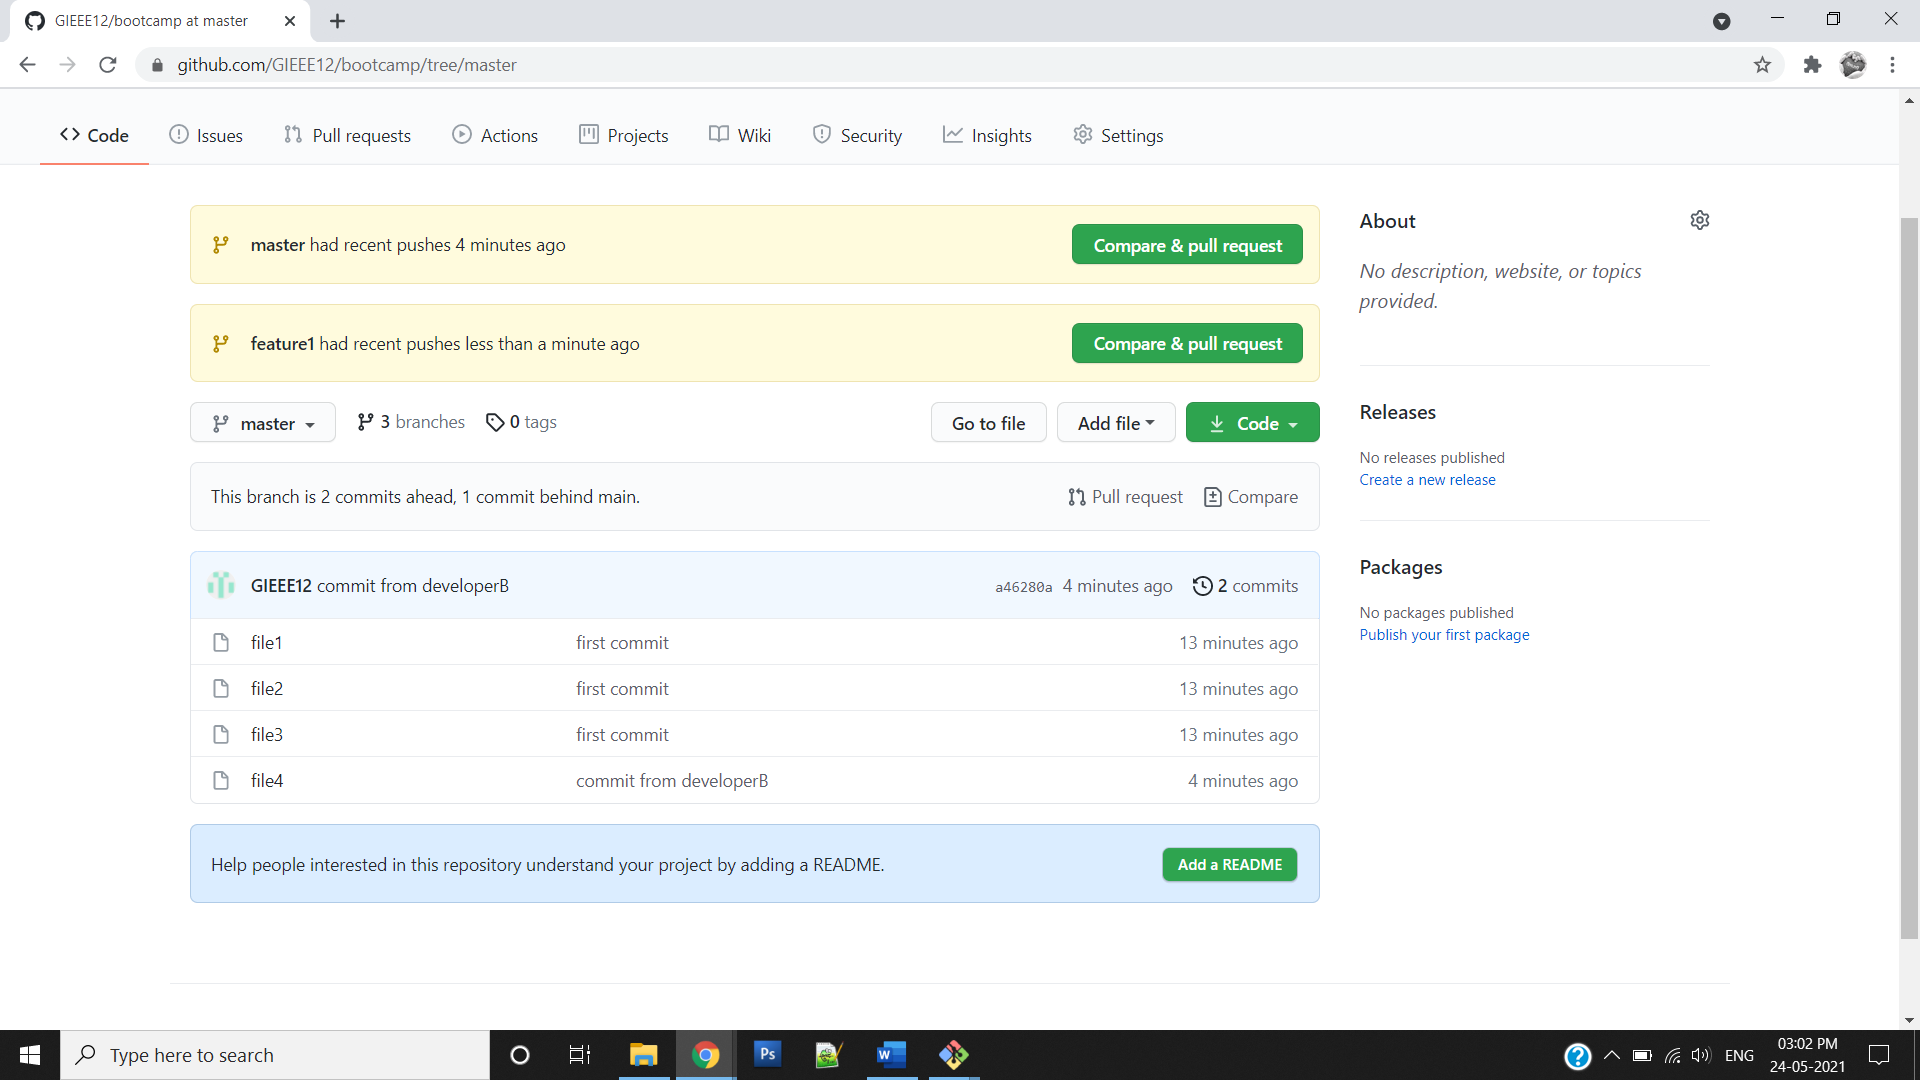 GIEEE12/bootcamp at master
github.com/GIEEE12/bootcamp/tree/master
Code Issues Pull requests Actions Projects Wiki Security Insights Settings
master had recent pushes 4 minutes ago Compare & pull request
feature1 had recent pushes less than a minute ago Compare & pull request
master 3 branches 0 tags Go to file Add file Code
This branch is 2 commits ahead, 1 commit behind main. Pull request Compare
GIEEE12 commit from developerB a46280a 4 minutes ago 2 commits
file1 first commit 13 minutes ago
file2 first commit 13 minutes ago
file3 first commit 13 minutes ago
file4 commit from developerB 4 minutes ago
Help people interested in this repository understand your project by adding a README. Add a README
About
No description, website, or topics
provided.
Releases
No releases published
Create a new release
Packages
No packages published
Publish your first package
Type here to search
Ps
W
?
ENG
03:02 PM
24-05-2021